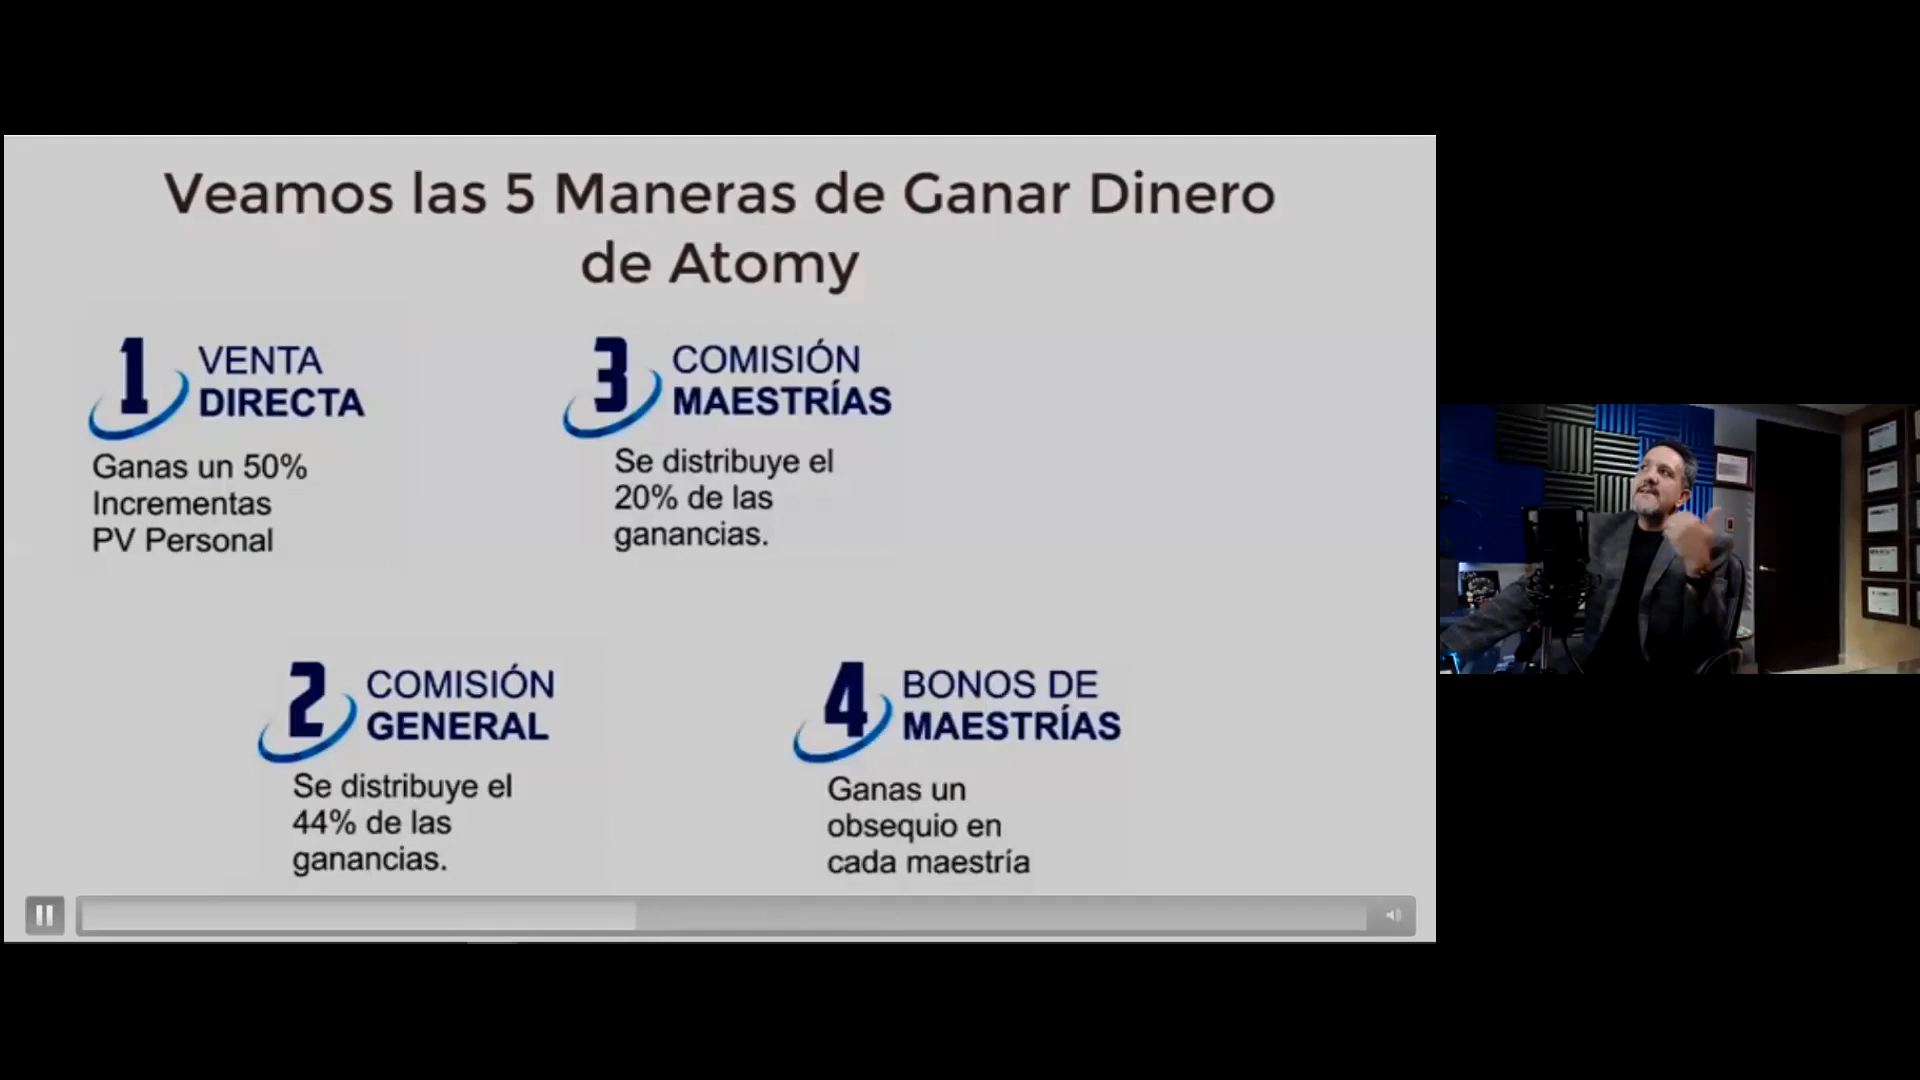 Veamos las 5 Maneras de Ganar Dinero
de Atomy
1 VENTA
DIRECTA
Ganas un 50%
Incrementas
PV Personal
3 COMISIÓN
MAESTRÍAS
Se distribuye el
20% de las
ganancias.
2 COMISIÓN
GENERAL
Se distribuye el
44% de las
ganancias.
4 BONOS DE
MAESTRÍAS
Ganas un
obsequio en
cada maestría